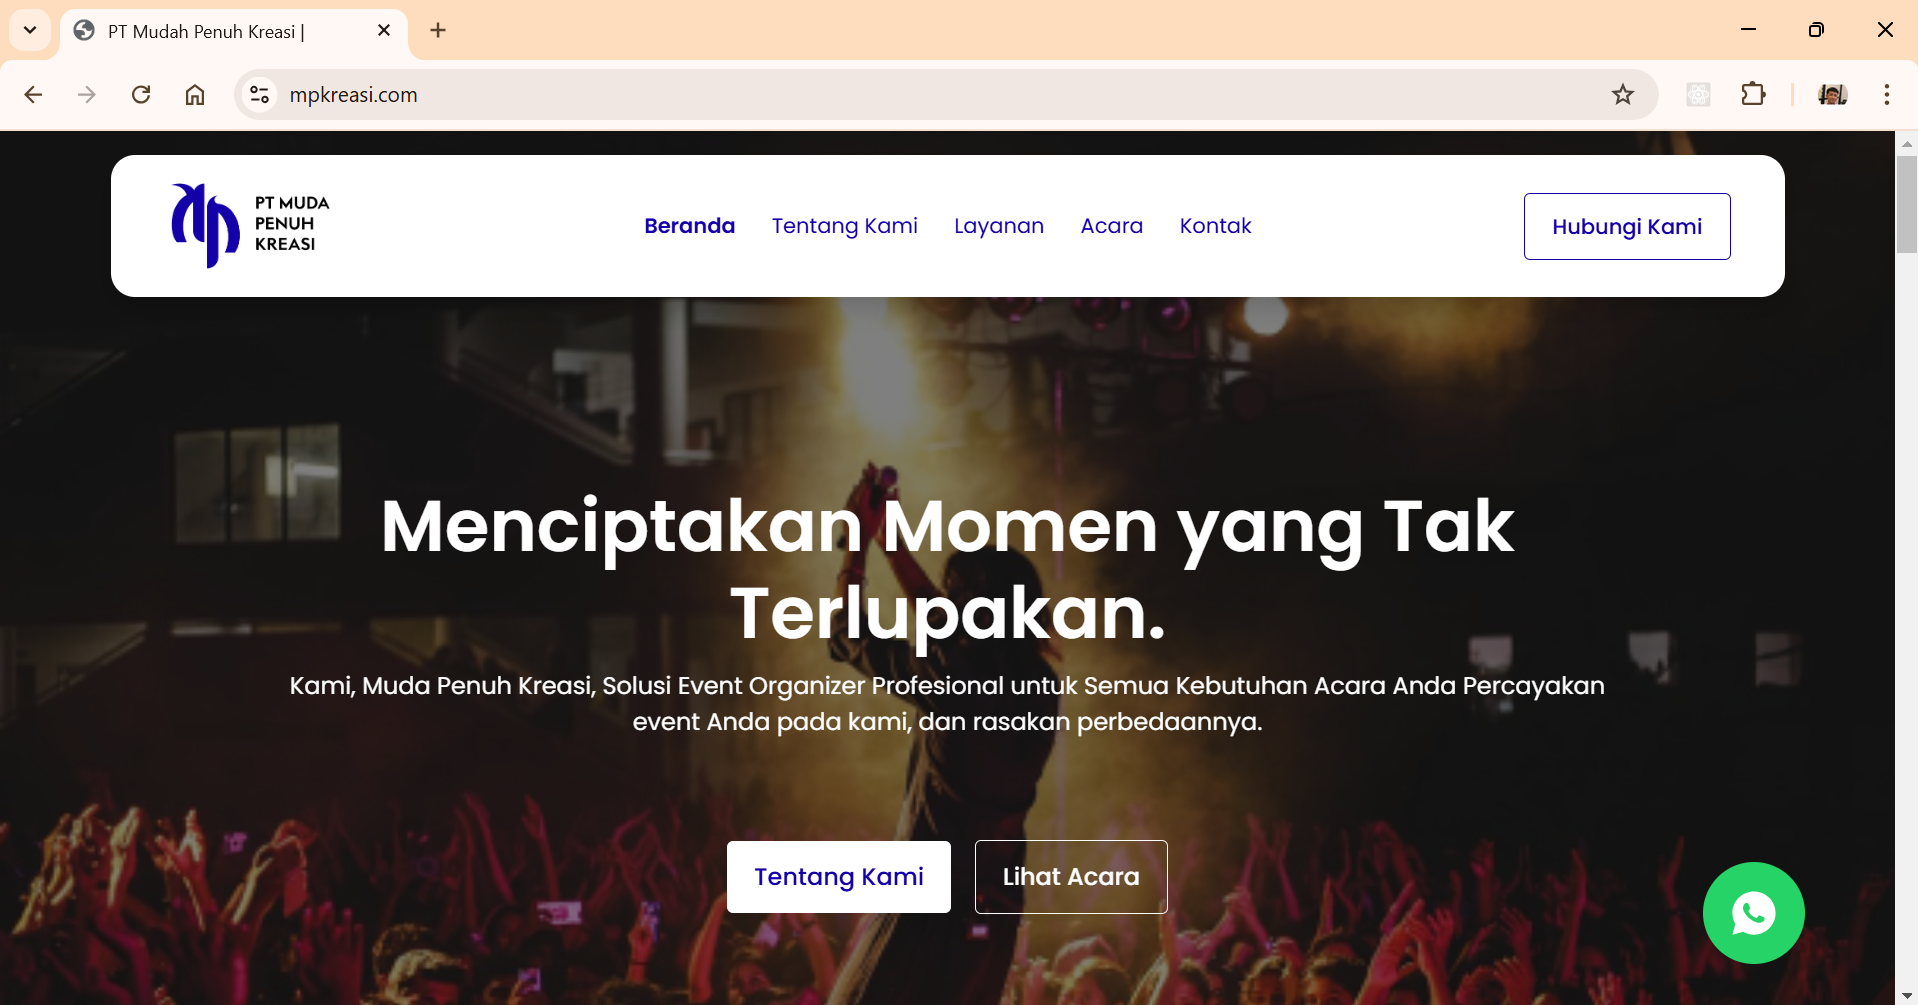 PT Mudah Penuh Kreasi |
mpkreasi.com
PT MUDA
PENUH
KREASI
Beranda Tentang Kami Layanan Acara Kontak
Hubungi Kami
Menciptakan Momen yang Tak
Terlupakan.
Kami, Muda Penuh Kreasi, Solusi Event Organizer Profesional untuk Semua Kebutuhan Acara Anda Percayakan
event Anda pada kami, dan rasakan perbedaannya.
Tentang Kami Lihat Acara